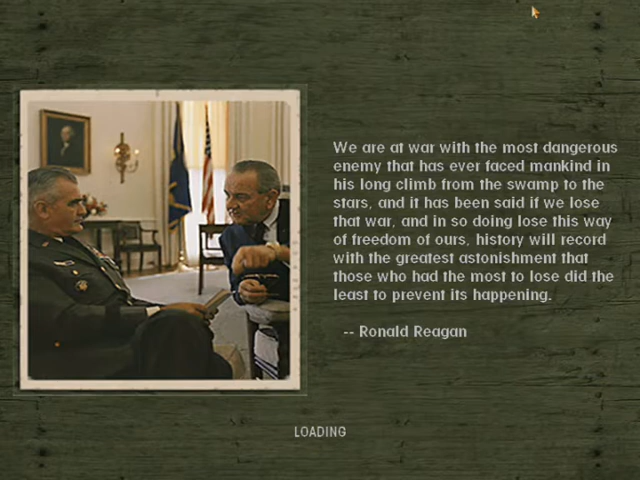 We are at war with the most dangerous
enemy that has ever faced mankind in
his long climb from the swamp to the
stars, and it has been said if we lose
that war, and in so doing lose this way
of freedom of ours, history will record
with the greatest astonishment that
those who had the most to lose did the
least to prevent its happening.
-- Ronald Reagan
LOADING